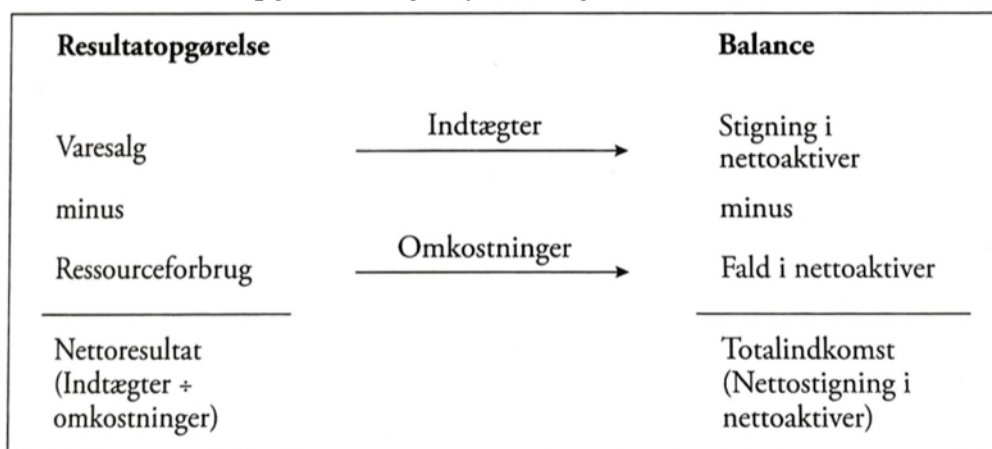 Resultatopgørelse
Balance
Varesalg
Indtægter
Stigning i
nettoaktiver
minus
minus
Ressourceforbrug
Omkostninger
Fald i nettoaktiver
Nettoresultat
(Indtægter ÷
omkostninger)
Totalindkomst
(Nettostigning i
nettoaktiver)